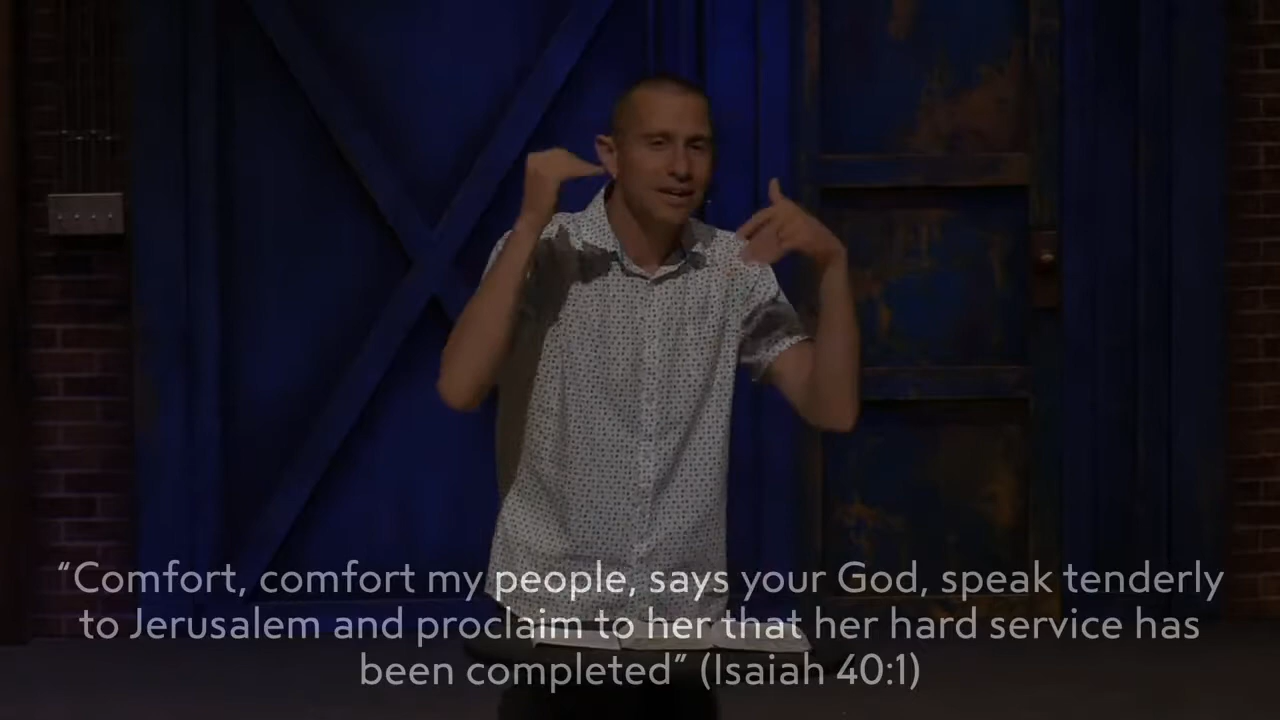 “Comfort, comfort my people, says your God, speak tenderly
to Jerusalem and proclaim to her that her hard service has
been completed” (Isaiah 40:1)